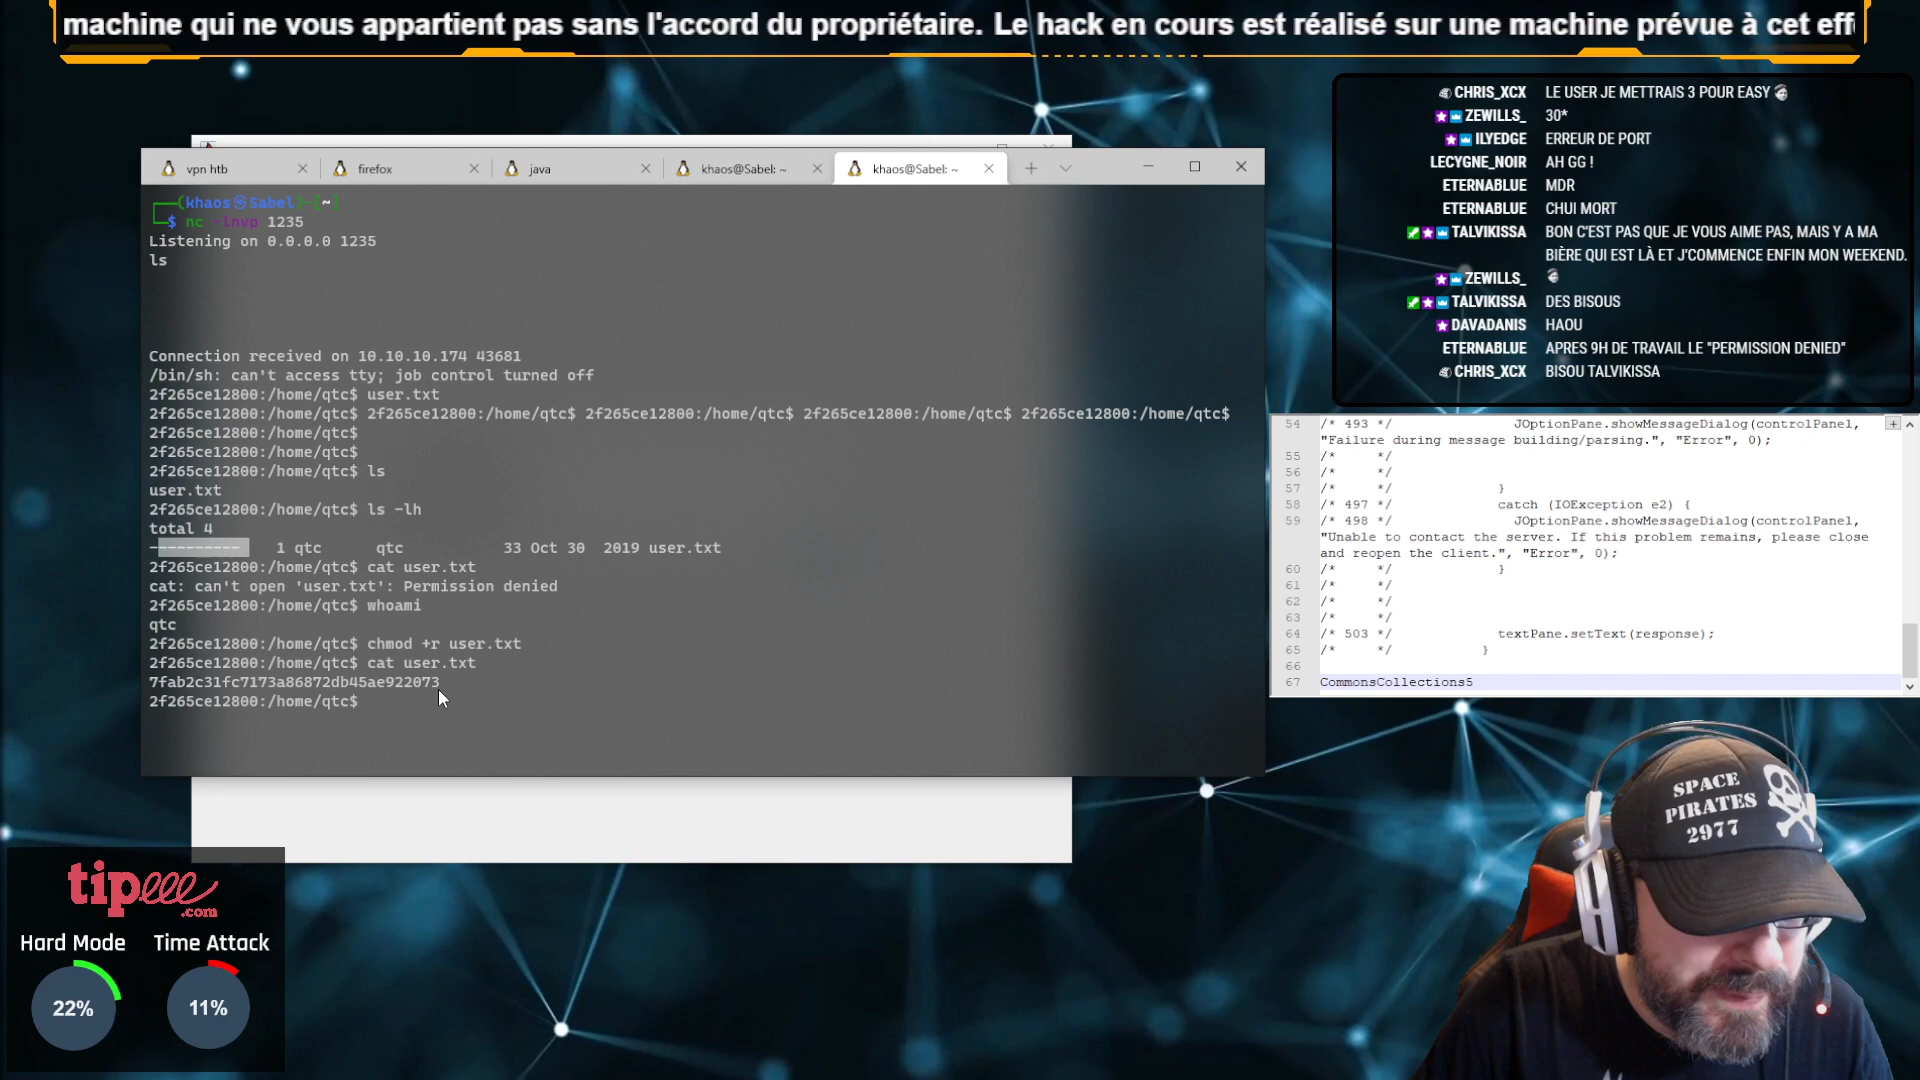 machine qui ne vous appartient pas sans l'accord du propriétaire. Le hack en cours est réalisé sur une machine prévue à cet eff
vpn htb
firefox
java
khaos@Sabel: ~
khaos@Sabel: ~
┌──(khaos㉿Sabel)-[~]
└─$ nc -lnvp 1235
Listening on 0.0.0.0 1235
ls
Connection received on 10.10.10.174 43681
/bin/sh: can't access tty; job control turned off
2f265ce12800:/home/qtc$ user.txt
2f265ce12800:/home/qtc$ 2f265ce12800:/home/qtc$ 2f265ce12800:/home/qtc$ 2f265ce12800:/home/qtc$ 2f265ce12800:/home/qtc$
2f265ce12800:/home/qtc$
2f265ce12800:/home/qtc$
2f265ce12800:/home/qtc$ ls
user.txt
2f265ce12800:/home/qtc$ ls -lh
total 4
---------- 1 qtc qtc 33 Oct 30 2019 user.txt
2f265ce12800:/home/qtc$ cat user.txt
cat: can't open 'user.txt': Permission denied
2f265ce12800:/home/qtc$ whoami
qtc
2f265ce12800:/home/qtc$ chmod +r user.txt
2f265ce12800:/home/qtc$ cat user.txt
7fab2c31fc7173a86872db45ae922073
2f265ce12800:/home/qtc$
CHRIS_XCX LE USER JE METTRAIS 3 POUR EASY
ZEWILLS_ 30*
ILYEDGE ERREUR DE PORT
LECYGNE_NOIR AH GG !
ETERNABLUE MDR
ETERNABLUE CHUI MORT
TALVIKISSA BON C'EST PAS QUE JE VOUS AIME PAS, MAIS Y A MA
BIÈRE QUI EST LÀ ET J'COMMENCE ENFIN MON WEEKEND.
ZEWILLS_
TALVIKISSA DES BISOUS
DAVADANIS HAOU
ETERNABLUE APRES 9H DE TRAVAIL LE "PERMISSION DENIED"
CHRIS_XCX BISOU TALVIKISSA
54 /* 493 */ JOptionPane.showMessageDialog(controlPanel,
"Failure during message building/parsing.", "Error", 0);
55 /* */
56 /* */
57 /* */ }
58 /* 497 */ catch (IOException e2) {
59 /* 498 */ JOptionPane.showMessageDialog(controlPanel,
"Unable to contact the server. If this problem remains, please close
and reopen the client.", "Error", 0);
60 /* */ }
61 /* */
62 /* */
63 /* */
64 /* 503 */ textPane.setText(response);
65 /* */ }
66
67 CommonsCollections5
SPACE
PIRATES
2977
tipeee
.com
Hard Mode Time Attack
22% 11%